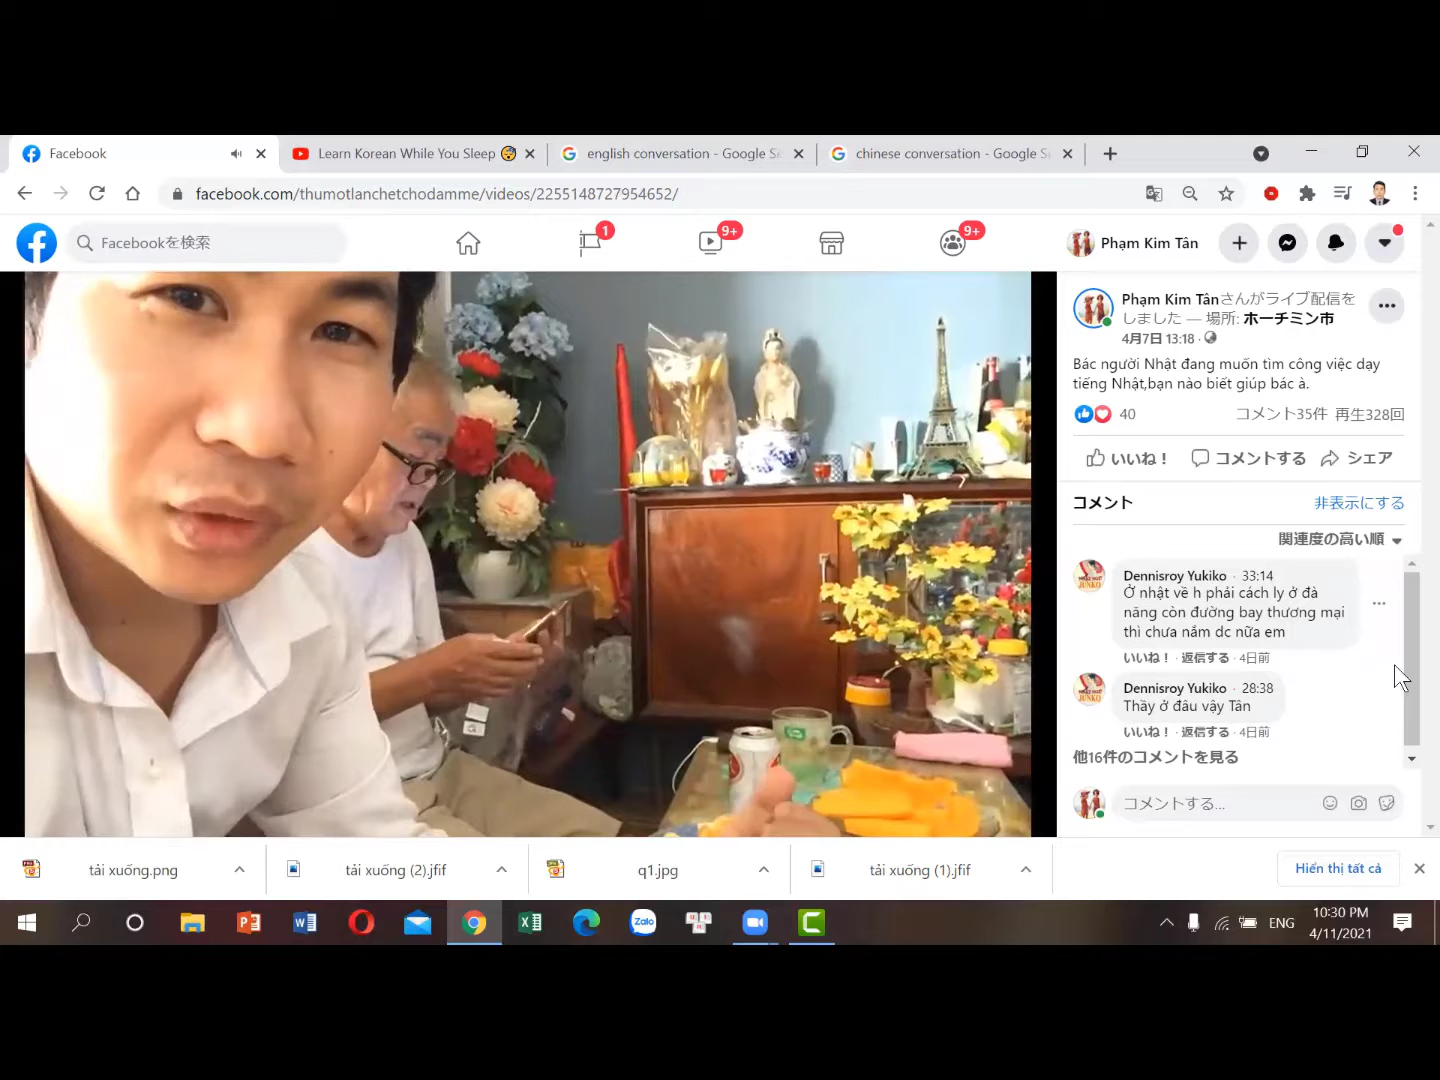 Facebook
Learn Korean While You Sleep
english conversation - Google Se
chinese conversation - Google Se
facebook.com/thumotlanchetchodamme/videos/2255148727954652/
Facebookを検索
1
9+
9+
Phạm Kim Tân
Phạm Kim Tânさんがライブ配信を
しました — 場所: ホーチミン市
4月7日 13:18 ·
Bác người Nhật đang muốn tìm công việc dạy
tiếng Nhật,bạn nào biết giúp bác à.
40
コメント35件 再生328回
いいね！ コメントする シェア
コメント
非表示にする
関連度の高い順
Dennisroy Yukiko · 33:14
Ở nhật về h phải cách ly ở đà
năng còn đường bay thương mại
thì chưa nắm dc nữa em
いいね！ · 返信する · 4日前
Dennisroy Yukiko · 28:38
Thầy ở đâu vậy Tân
いいね！ · 返信する · 4日前
他16件のコメントを見る
コメントする...
tải xuống.png
tải xuống (2).jfif
q1.jpg
tải xuống (1).jfif
Hiển thị tất cả
Zalo
ENG
10:30 PM
4/11/2021